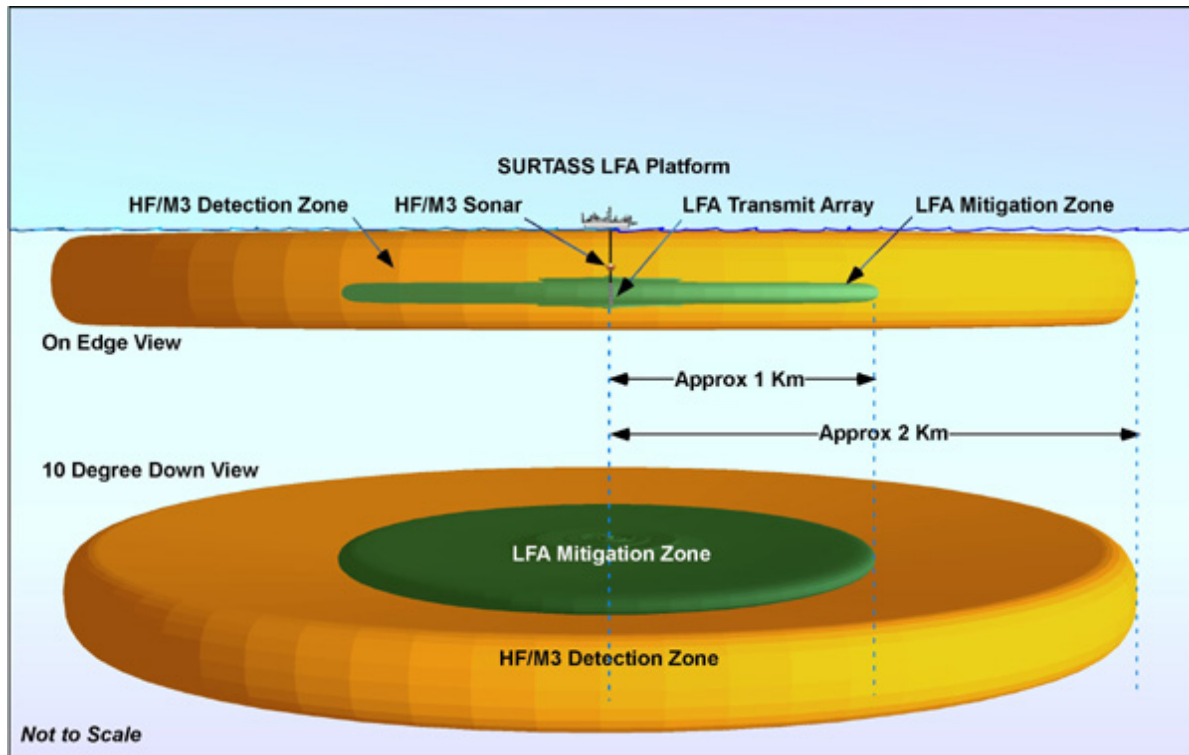 SURTASS LFA Platform
HF/M3 Detection Zone
HF/M3 Sonar
LFA Transmit Array
LFA Mitigation Zone
On Edge View
Approx 1 Km
Approx 2 Km
10 Degree Down View
LFA Mitigation Zone
HF/M3 Detection Zone
Not to Scale